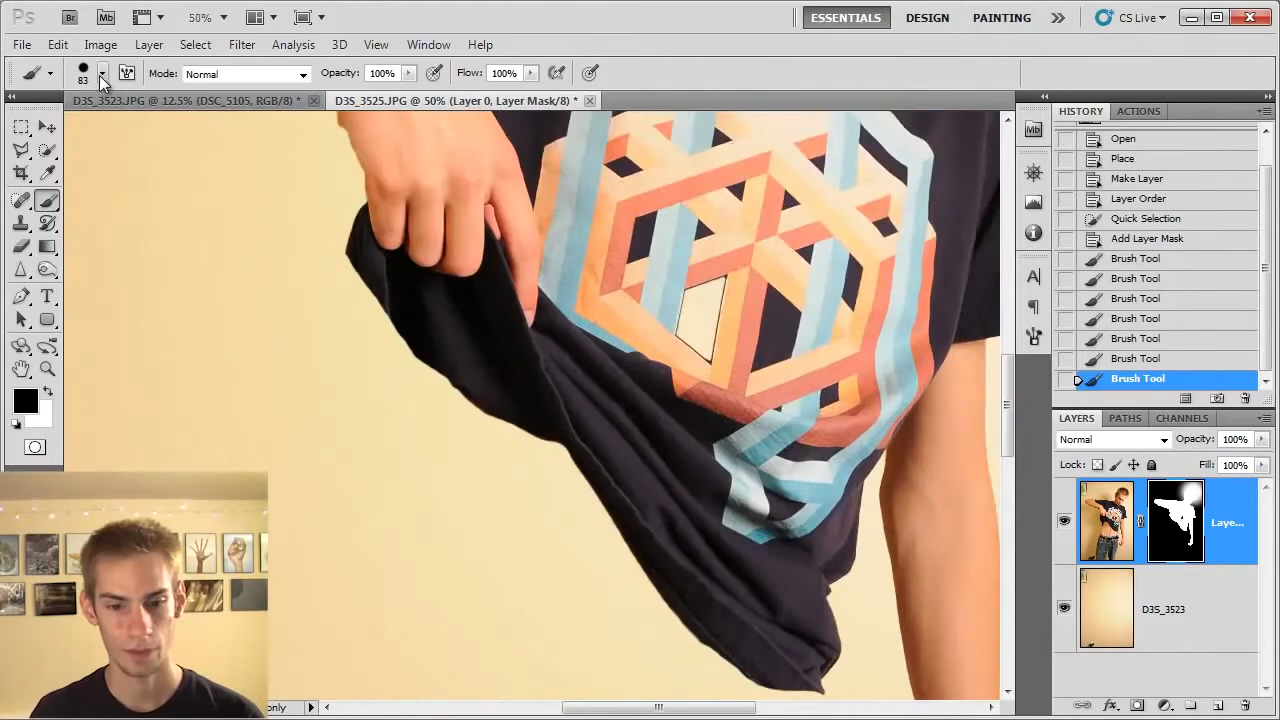 Ps Br Mb 50% ESSENTIALS DESIGN PAINTING CS Live
File Edit Image Layer Select Filter Analysis 3D View Window Help
83 Mode: Normal Opacity: 100% Flow: 100%
D3S_3523.JPG @ 12.5% (DSC_5105, RGB/8) * D3S_3525.JPG @ 50% (Layer 0, Layer Mask/8) *
HISTORY ACTIONS
Open
Place
Make Layer
Layer Order
Quick Selection
Add Layer Mask
Brush Tool
Brush Tool
Brush Tool
Brush Tool
Brush Tool
Brush Tool
Brush Tool
LAYERS PATHS CHANNELS
Normal Opacity: 100%
Lock: Fill: 100%
Laye...
D3S_3523
only